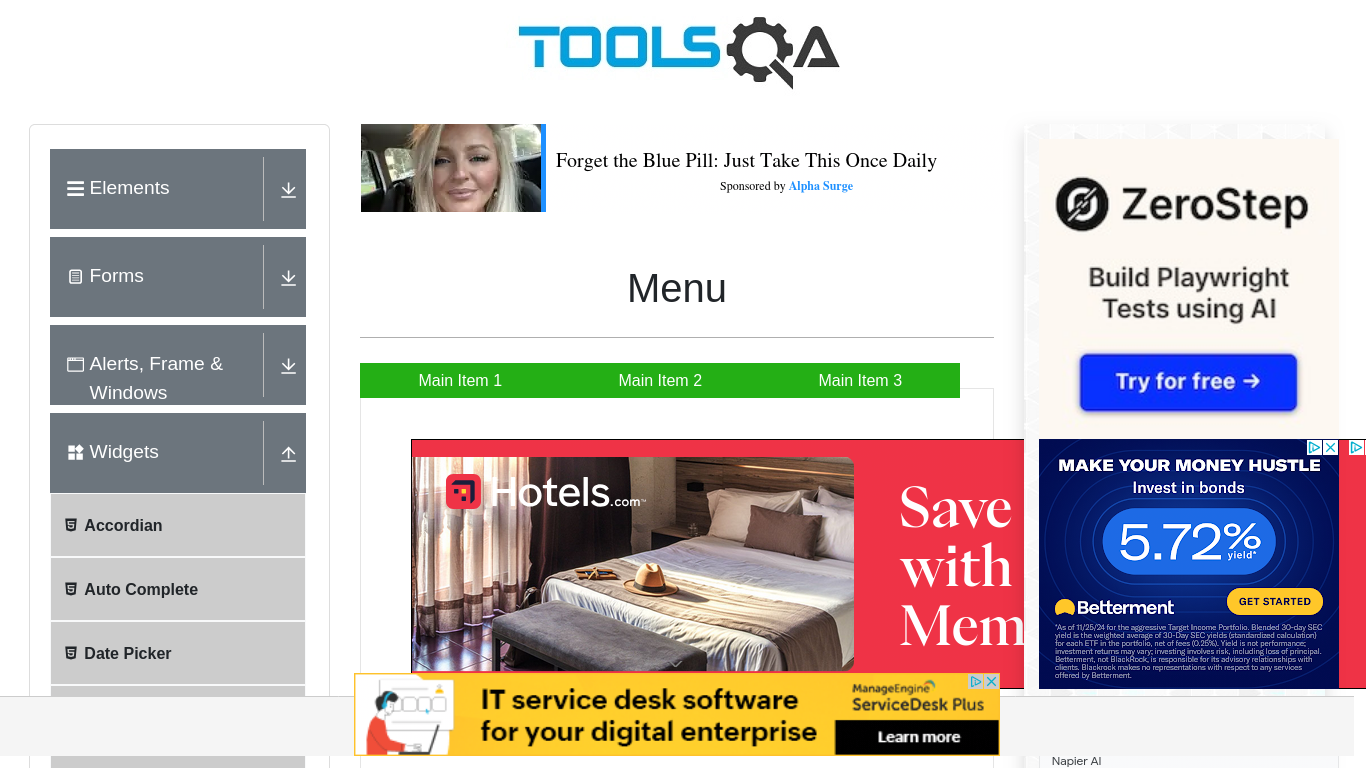 TOOLSQA
Elements
Forms
Alerts, Frame &
Windows
Widgets
Accordian
Auto Complete
Date Picker
Forget the Blue Pill: Just Take This Once Daily
Sponsored by Alpha Surge
Menu
Main Item 1
Main Item 2
Main Item 3
Hotels.com™
Save
with
Mem
ZeroStep
Build Playwright
Tests using AI
Try for free →
MAKE YOUR MONEY HUSTLE
Invest in bonds
5.72%
yield*
Betterment
GET STARTED
*As of 11/25/24 for the aggressive Target Income Portfolio. Blended 30-day SEC
yield is the weighted average of 30-Day SEC yields (standardized calculation)
for each ETF in the portfolio, net of fees (0.25%). Yield is not performance;
investment returns may vary; investing involves risk, including loss of principal.
Betterment, not BlackRock, is responsible for its advisory relationships with
clients. Blackrock makes no representations with respect to any services
offered by Betterment.
IT service desk software
for your digital enterprise
ManageEngine
ServiceDesk Plus
Learn more
Napier AI